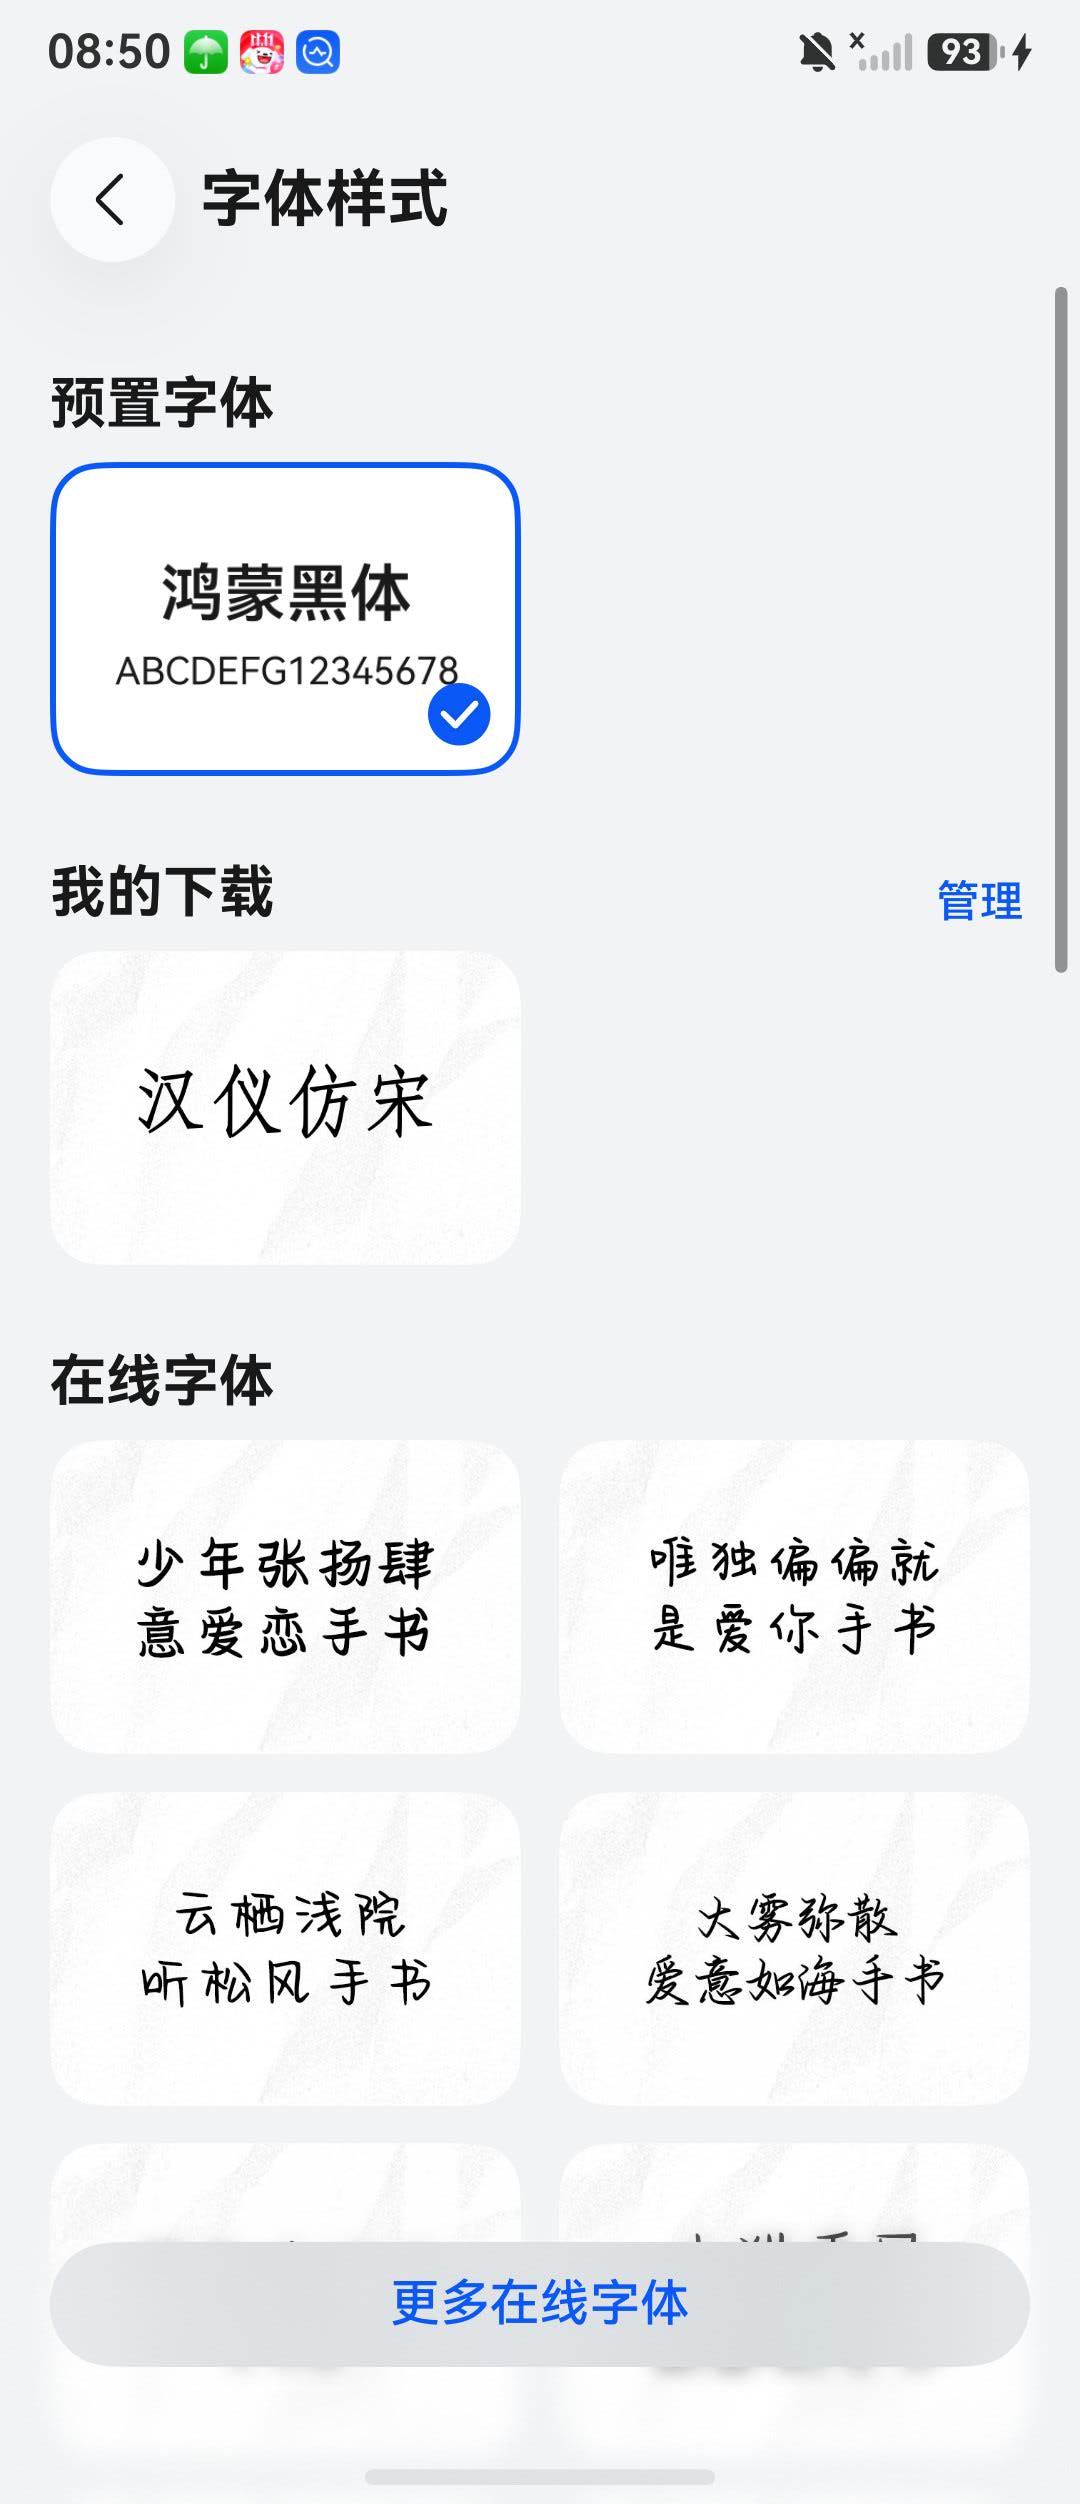 08:50
93
字体样式
预置字体
鸿蒙黑体
ABCDEFG12345678
我的下载
管理
汉仪仿宋
在线字体
少年张扬肆
意爱恋手书
唯独偏偏就
是爱你手书
云栖浅院
听松风手书
大雾弥散
爱意如海手书
更多在线字体